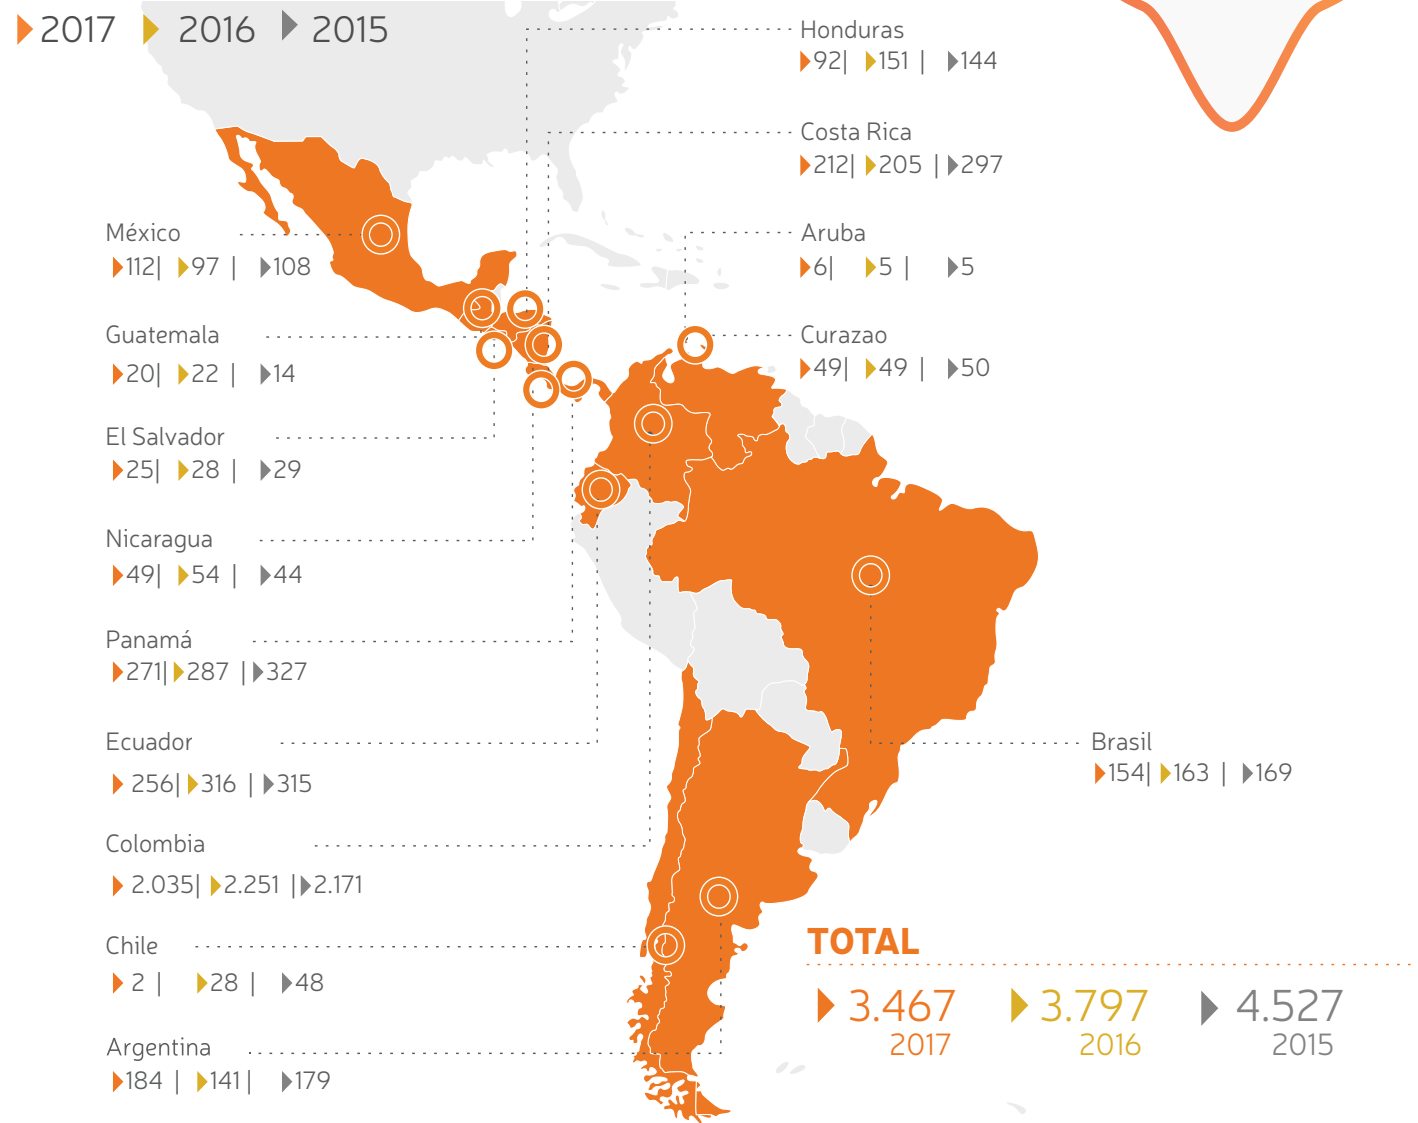 2017 2016 2015
Honduras
92| 151 | 144
Costa Rica
212| 205 | 297
Aruba
6| 5 | 5
Curazao
49| 49 | 50
México
112| 97 | 108
Guatemala
20| 22 | 14
El Salvador
25| 28 | 29
Nicaragua
49| 54 | 44
Panamá
271| 287 | 327
Ecuador
256| 316 | 315
Colombia
2.035| 2.251 | 2.171
Chile
2 | 28 | 48
Argentina
184 | 141 | 179
Brasil
154| 163 | 169
TOTAL
3.467 3.797 4.527
2017 2016 2015